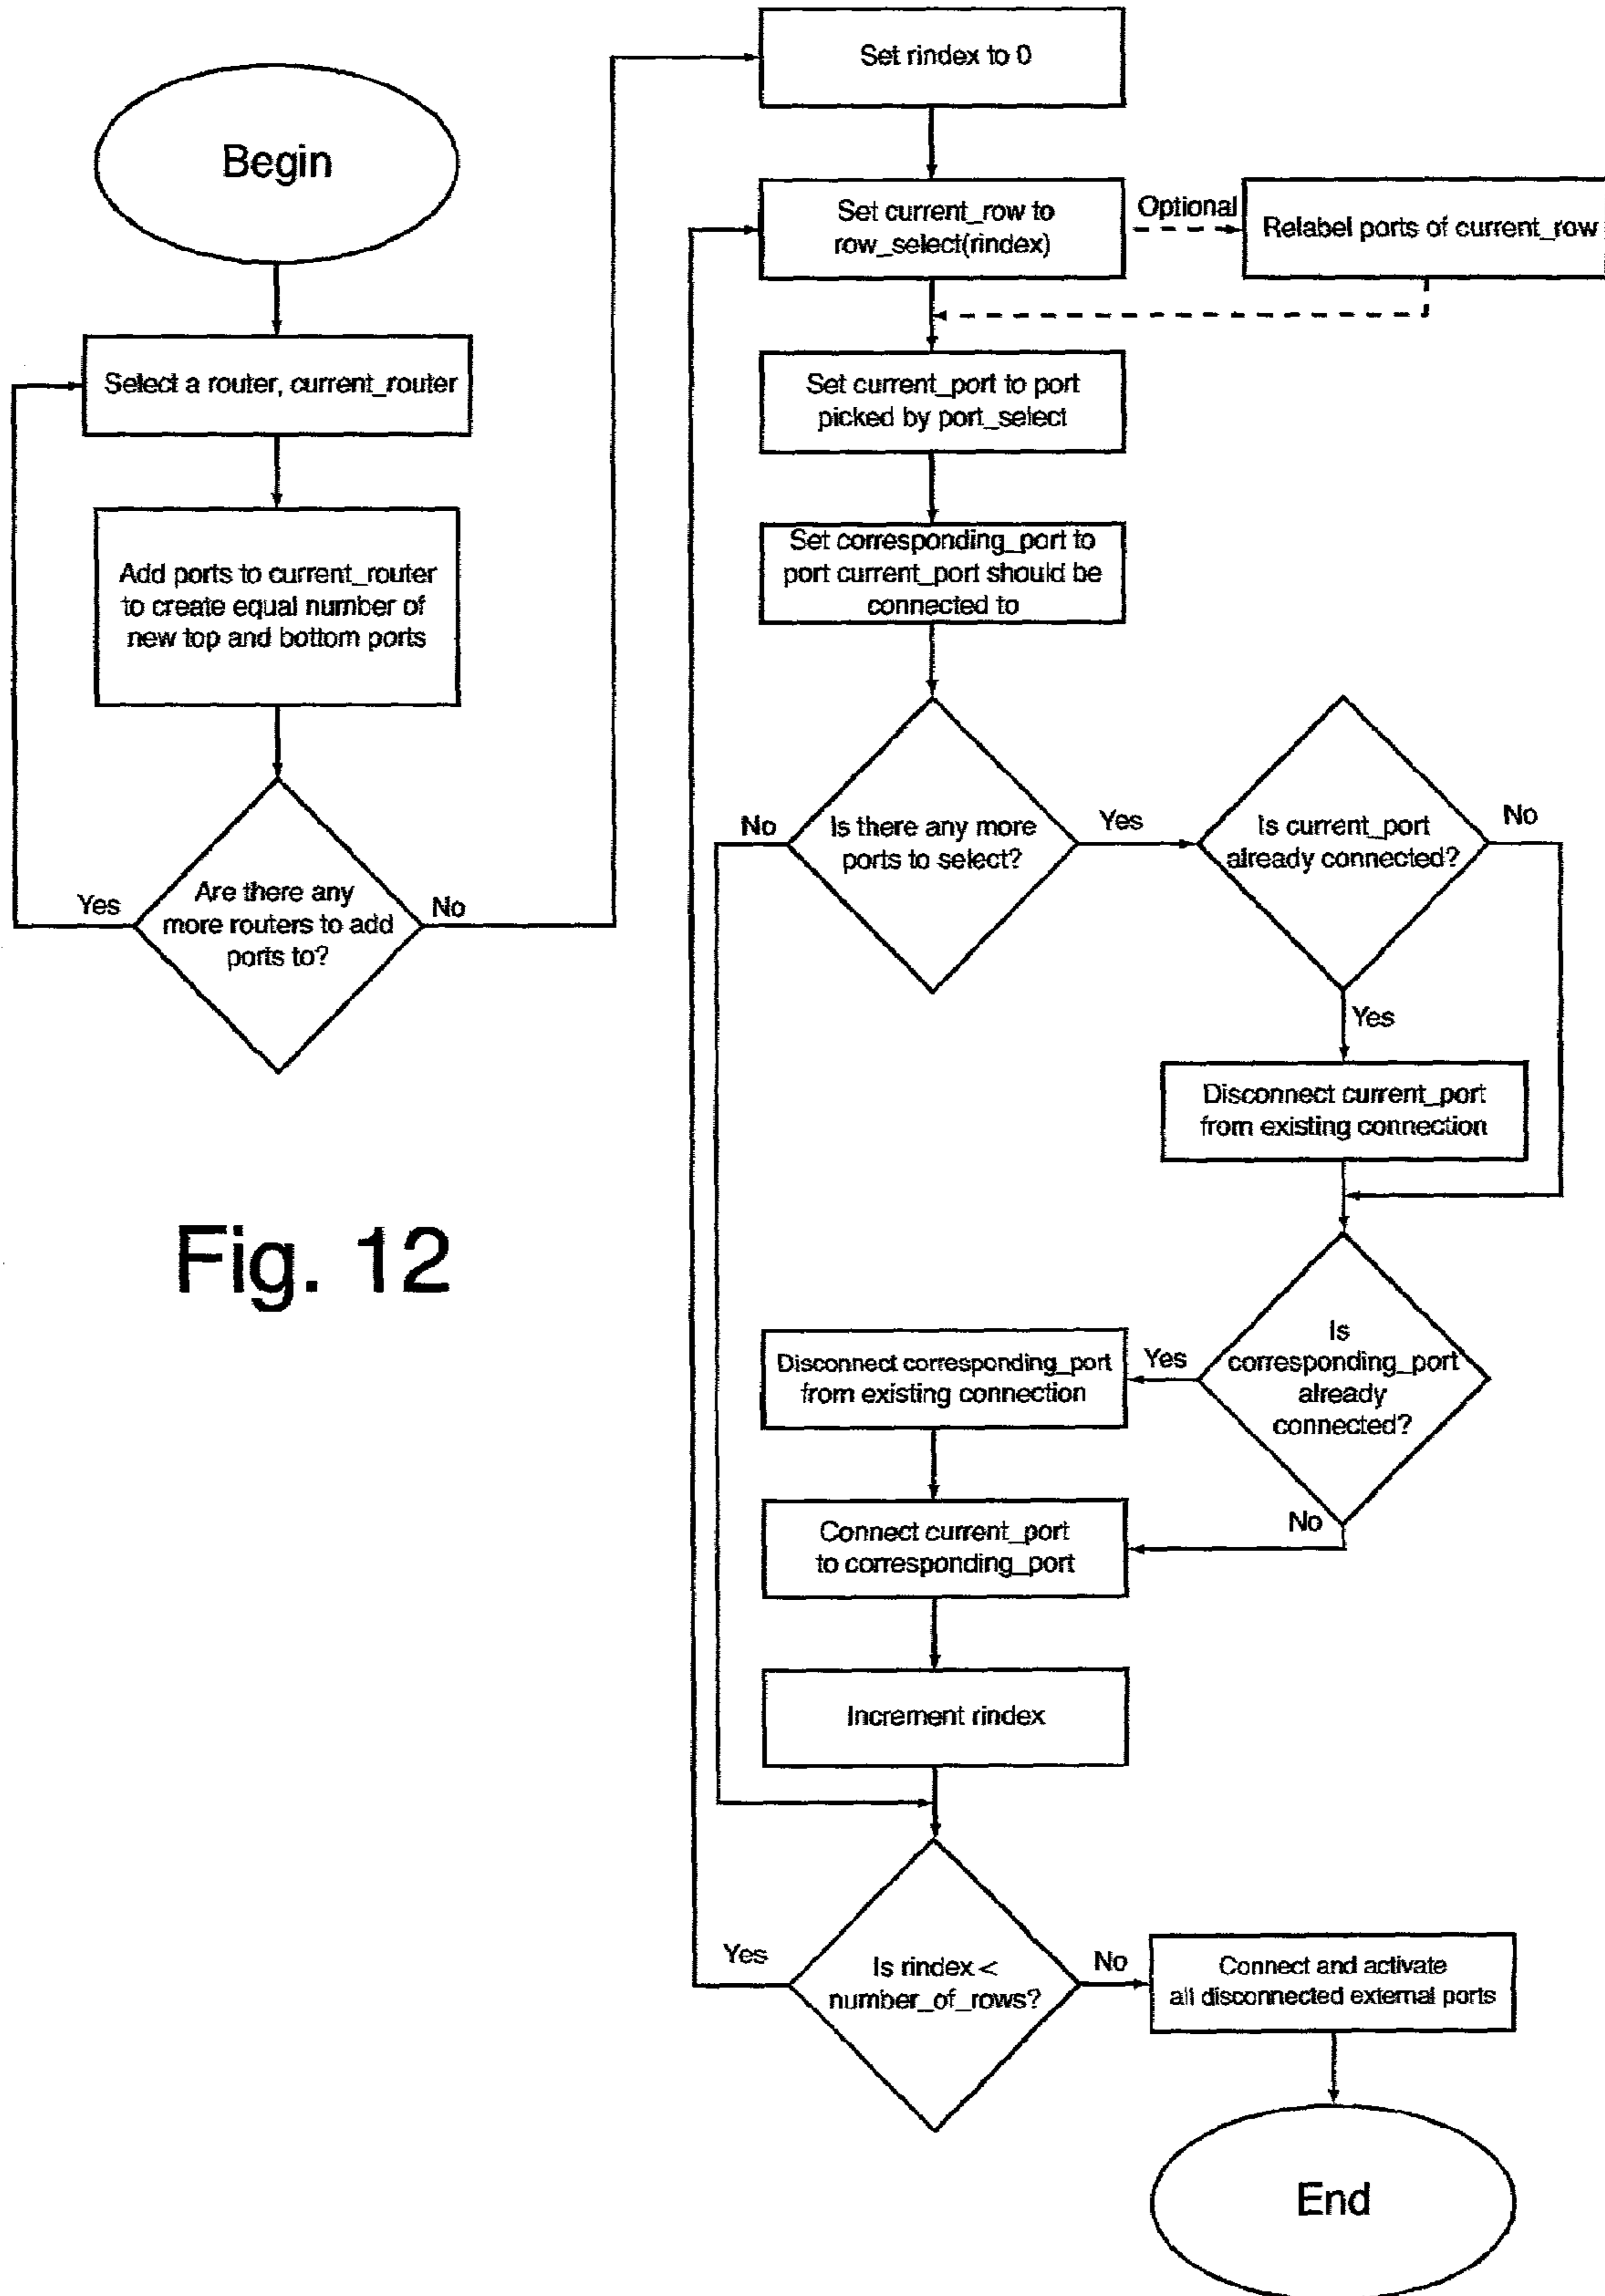 Begin
Select a router, current_router
Add ports to current_router
to create equal number of
new top and bottom ports
Are there any
more routers to add
ports to?
Yes
No
Fig. 12
Set rindex to 0
Set current_row to
row_select(rindex)
Optional
Relabel ports of current_row
Set current_port to port
picked by port_select
Set corresponding_port to
port current_port should be
connected to
Is there any more
ports to select?
No
Yes
Is current_port
already connected?
No
Yes
Disconnect current_port
from existing connection
Is
corresponding_port
already
connected?
Yes
No
Disconnect corresponding_port
from existing connection
Connect current_port
to corresponding_port
Increment rindex
Is rindex <
number_of_rows?
Yes
No
Connect and activate
all disconnected external ports
End